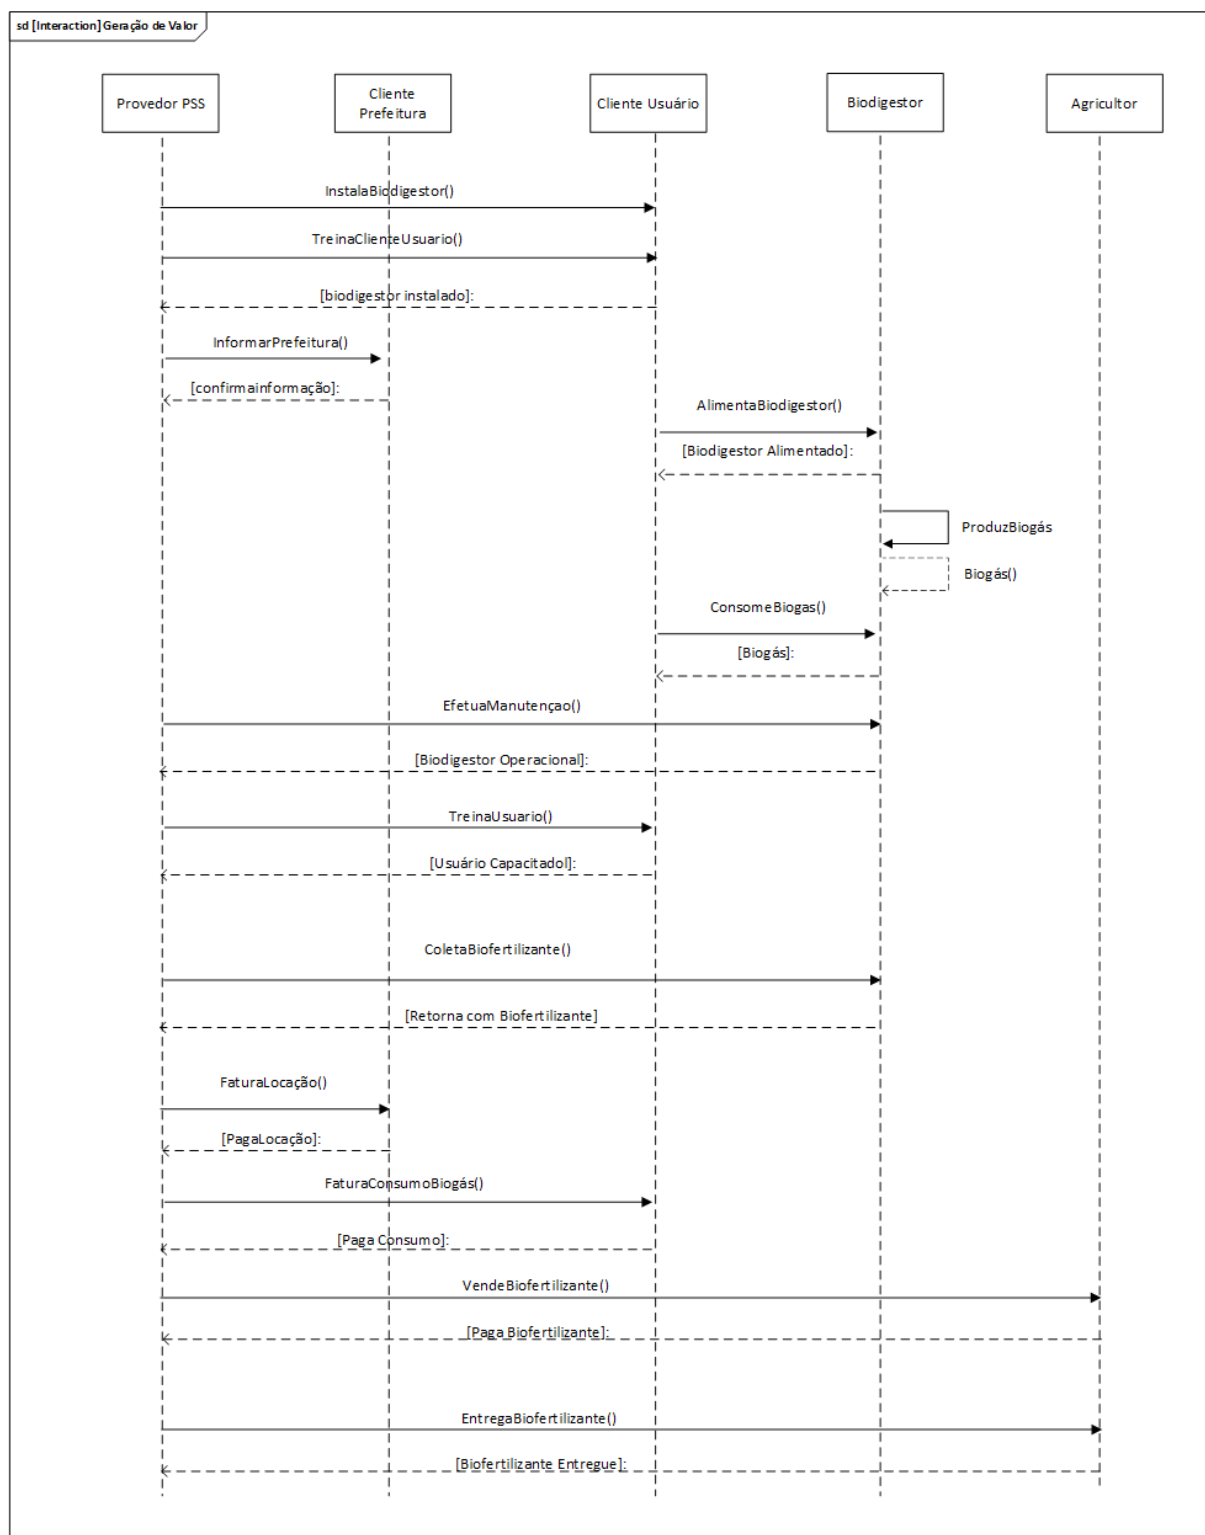 sd [Interaction] Geração de Valor
Provedor PSS
Cliente
Prefeitura
Cliente Usuário
Biodigestor
Agricultor
InstalaBiodigestor()
TreinaClienteUsuario()
[biodigestor instalado]:
InformarPrefeitura()
[confirmainformação]:
AlimentaBiodigestor()
[Biodigestor Alimentado]:
ProduzBiogás
Biogás()
ConsomeBiogas()
[Biogás]:
EfetuaManutençao()
[Biodigestor Operacional]:
TreinaUsuario()
[Usuário Capacitadol]:
ColetaBiofertilizante()
[Retorna com Biofertilizante]
FaturaLocação()
[PagaLocação]:
FaturaConsumoBiogás()
[Paga Consumo]:
VendeBiofertilizante()
[Paga Biofertilizante]:
EntregaBiofertilizante()
[Biofertilizante Entregue]: